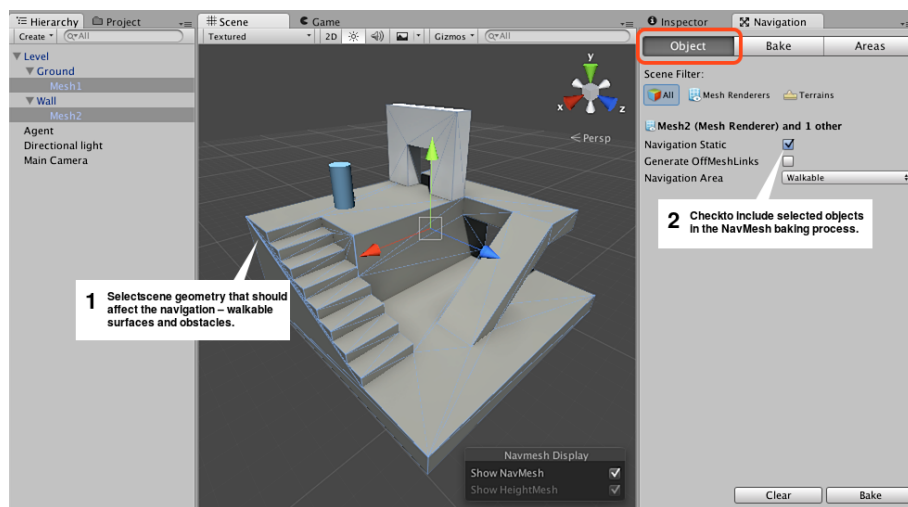 Hierarchy
Project
Create
All
Level
Ground
Mesh1
Wall
Mesh2
Agent
Directional light
Main Camera
Scene
Game
Textured
2D
Gizmos
All
y
x
z
Persp
1 Selectscene geometry that should
affect the navigation – walkable
surfaces and obstacles.
Navmesh Display
Show NavMesh
Show HeightMesh
Inspector
Navigation
Object
Bake
Areas
Scene Filter:
All
Mesh Renderers
Terrains
Mesh2 (Mesh Renderer) and 1 other
Navigation Static
Generate OffMeshLinks
Navigation Area
Walkable
2 Checkto include selected objects
in the NavMesh baking process.
Clear
Bake